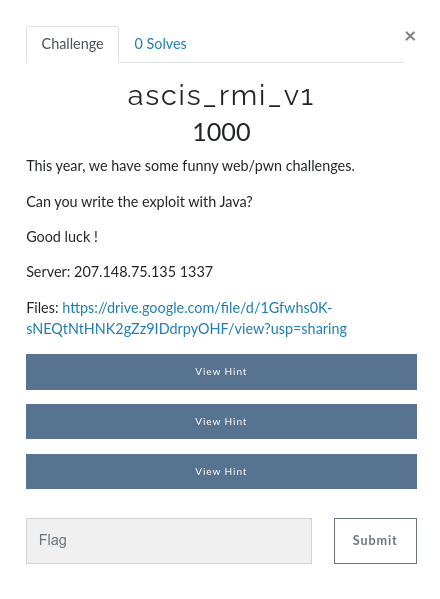 Challenge
0 Solves
×
ascis_rmi_v1
1000
This year, we have some funny web/pwn challenges.
Can you write the exploit with Java?
Good luck !
Server: 207.148.75.135 1337
Files: https://drive.google.com/file/d/1Gfwhs0K-
sNEQtNtHNK2gZz9IDdrpyOHF/view?usp=sharing
View Hint
View Hint
View Hint
Flag
Submit